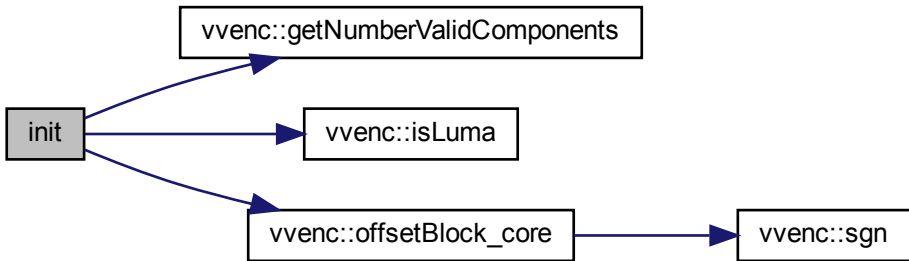 vvenc::getNumberValidComponents
init
vvenc::isLuma
vvenc::offsetBlock_core
vvenc::sgn